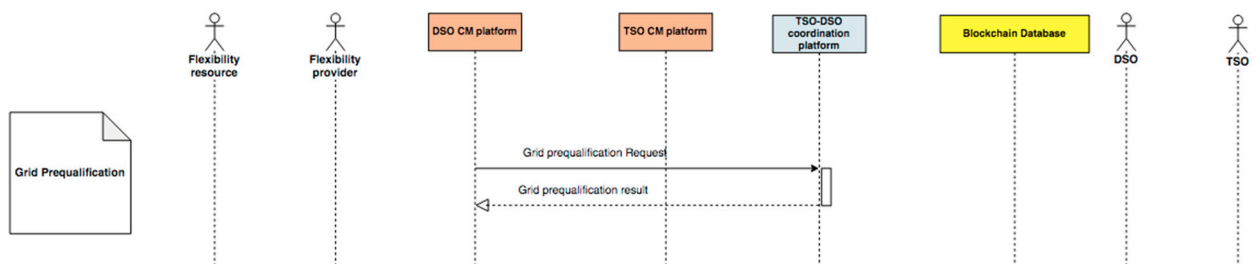 Flexibility
resource
Flexibility
provider
DSO CM platform
TSO CM platform
TSO-DSO
coordination
platform
Blockchain Database
DSO
TSO
Grid Prequalification
Grid prequalification Request
Grid prequalification result